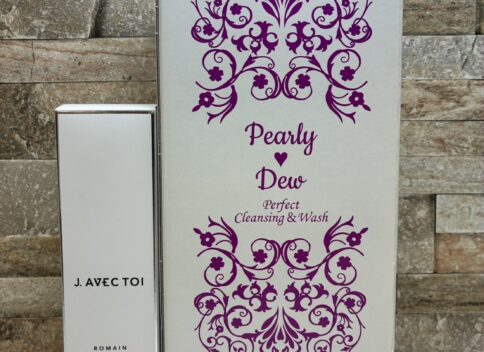 J. AVEC TOI
ROMAIN
Pearly
♥
Dew
Perfect
Cleansing & Wash